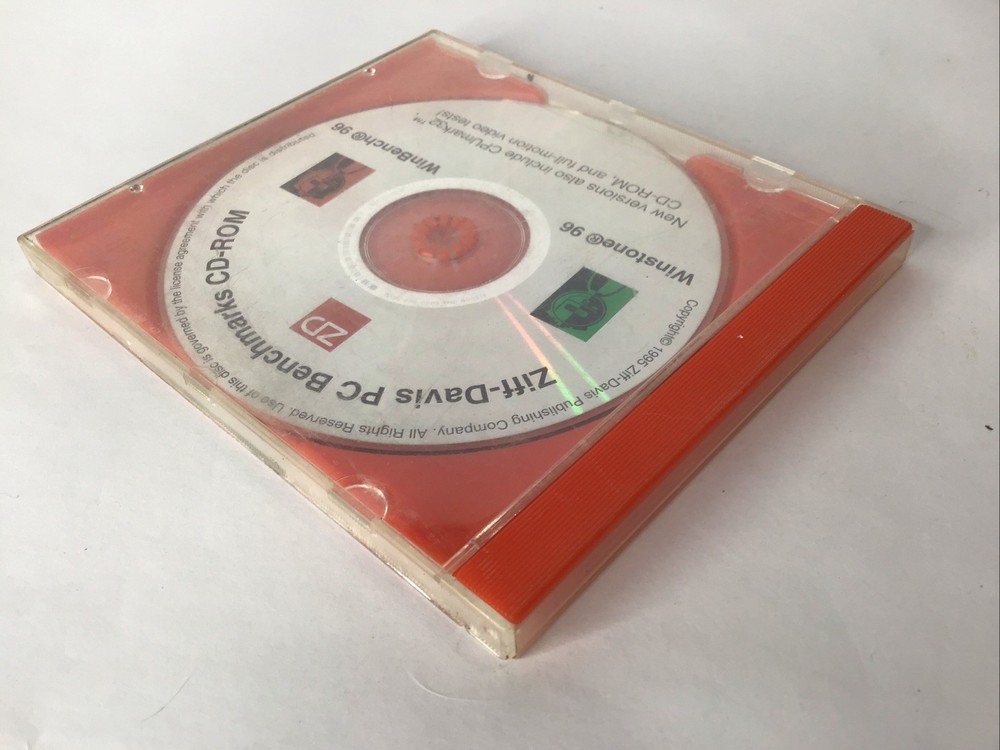 New versions also include CPUmark32™,
CD-ROM, and full-motion video tests!
Winstone® 96
WinBench® 96
ZD
Ziff-Davis PC Benchmarks CD-ROM
Copyright© 1995 Ziff-Davis Publishing Company. All Rights Reserved. Use of this disc is governed by the license agreement with which the disc is distributed.